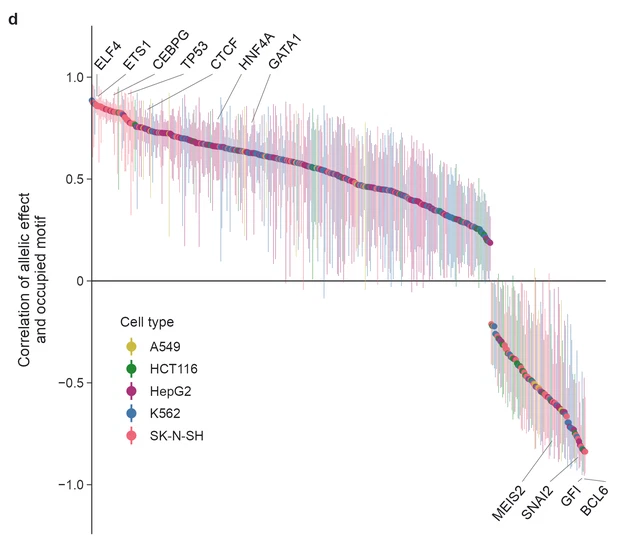 d
ELF4
ETS1
CEBPG
TP53
CTCF
HNF4A
GATA1
1.0
0.5
0
−0.5
−1.0
Correlation of allelic effect
and occupied motif
Cell type
A549
HCT116
HepG2
K562
SK-N-SH
MEIS2
SNAI2
GFI
BCL6